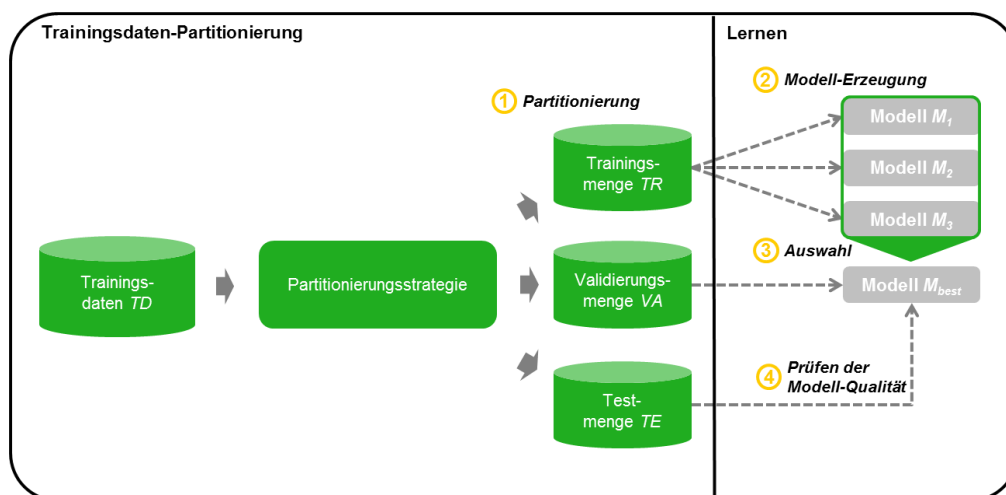 Trainingsdaten-Partitionierung
Lernen
1 Partitionierung
2 Modell-Erzeugung
Trainings-
menge TR
Modell M1
Modell M2
Modell M3
Trainings-
daten TD
Partitionierungsstrategie
Validierungs-
menge VA
3 Auswahl
Modell Mbest
Test-
menge TE
4 Prüfen der
Modell-Qualität